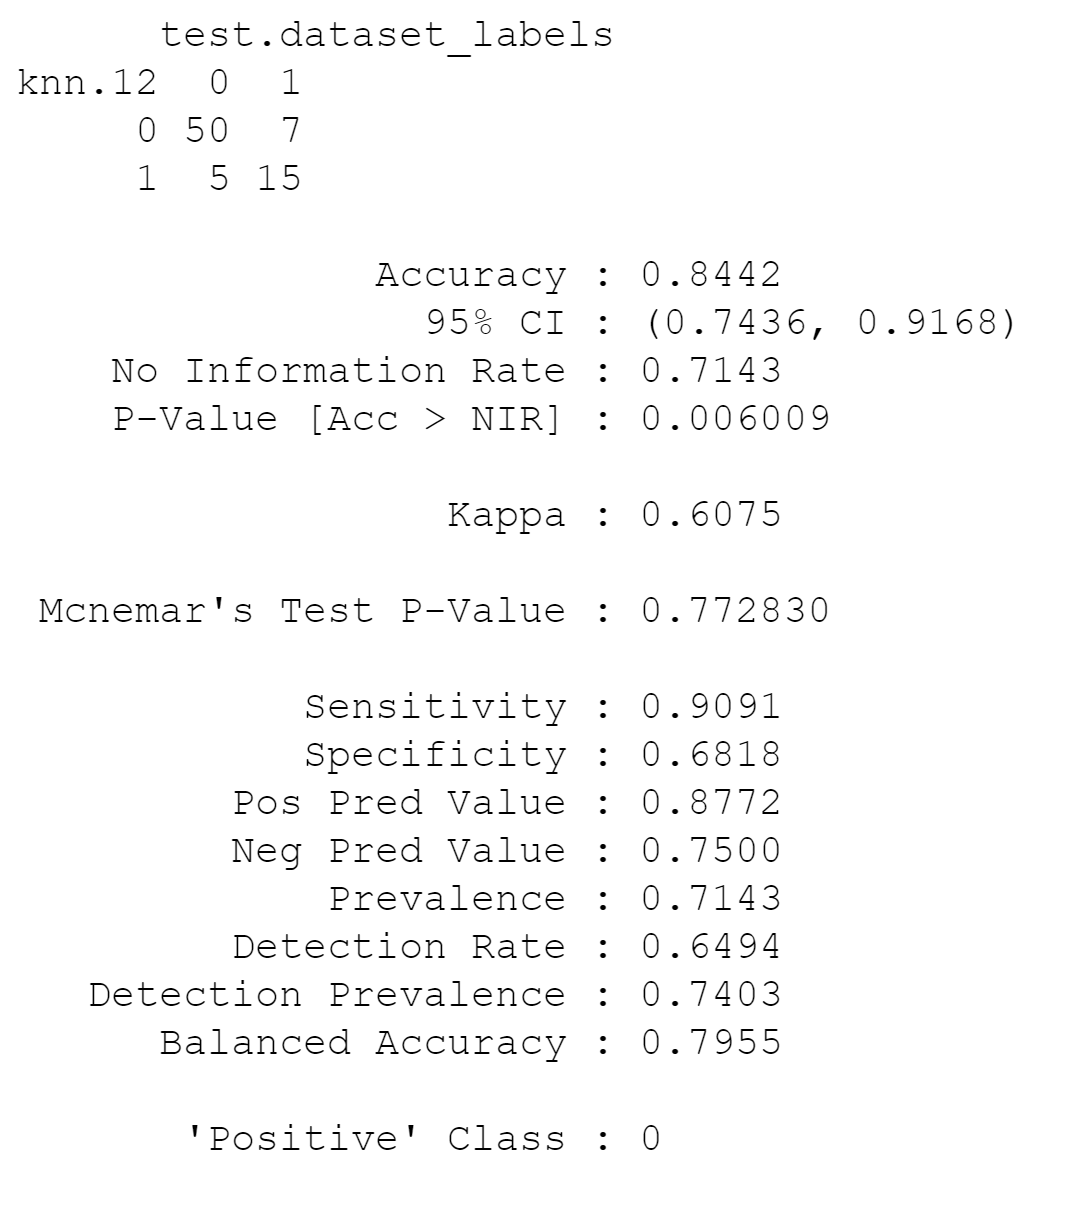 test.dataset_labels
knn.12 0 1
0 50 7
1 5 15
Accuracy : 0.8442
95% CI : (0.7436, 0.9168)
No Information Rate : 0.7143
P-Value [Acc > NIR] : 0.006009
Kappa : 0.6075
Mcnemar's Test P-Value : 0.772830
Sensitivity : 0.9091
Specificity : 0.6818
Pos Pred Value : 0.8772
Neg Pred Value : 0.7500
Prevalence : 0.7143
Detection Rate : 0.6494
Detection Prevalence : 0.7403
Balanced Accuracy : 0.7955
'Positive' Class : 0